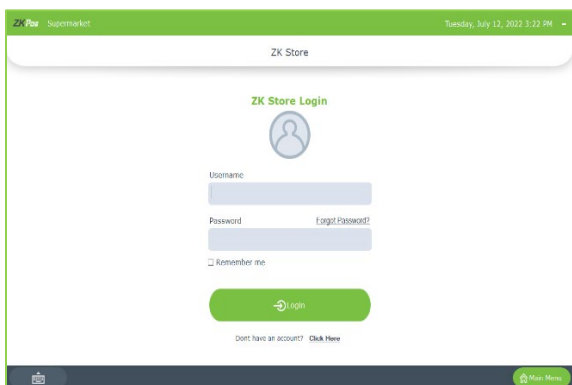 ZKPos Supermarket Tuesday, July 12, 2022 3:22 PM -
ZK Store
ZK Store Login
Username
Password Forgot Password?
Remember me
Login
Dont have an account? Click Here
Main Menu